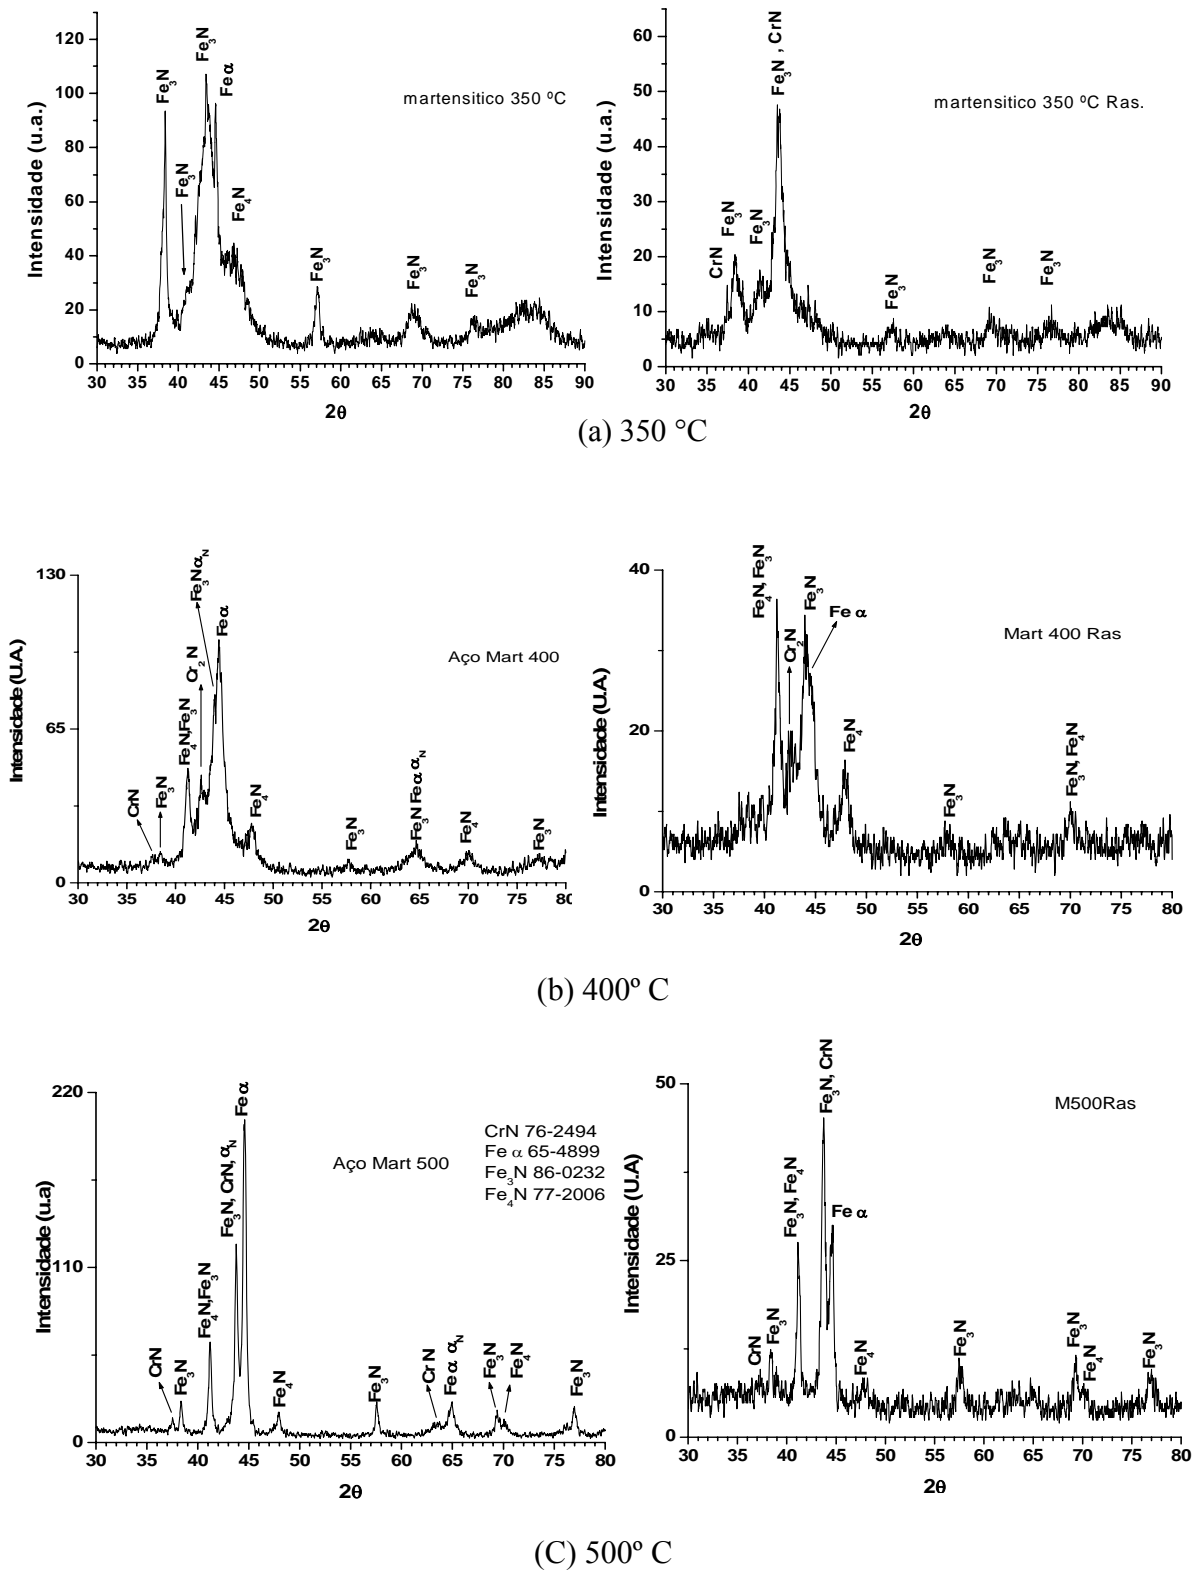 Fe3N
Fe3N
Fe3N
Feα
Fe4N
Fe3N
Fe3N
Fe3N
martensitico 350 ºC
Intensidade (u.a.)
120
100
80
60
40
20
0
30 35 40 45 50 55 60 65 70 75 80 85 90
2θ
CrN
Fe3N
Fe3N
Fe3N , CrN
Fe3N
Fe3N
Fe3N
martensitico 350 ºC Ras.
Intensidade (u.a.)
60
50
40
30
20
10
0
30 35 40 45 50 55 60 65 70 75 80 85 90
2θ
(a) 350 °C
CrN
Fe3N
Fe4N,Fe3N
Cr2N
Fe3NαN
Feα
Fe4N
Fe3N
Fe3N Feα αN
Fe4N
Fe3N
Aço Mart 400
Intensidade (U.A.)
130
65
0
30 35 40 45 50 55 60 65 70 75 80
2θ
Fe4N, Fe3N
Cr2N
Fe3N
Fe α
Fe4N
Fe3N
Fe3N, Fe4N
Mart 400 Ras
Intensidade (U.A.)
40
20
0
30 35 40 45 50 55 60 65 70 75 80
2θ
(b) 400º C
CrN
Fe3N
Fe4N,Fe3N
Fe3N, CrN, αN
Feα
Fe4N
Fe3N
CrN
Feα αN
Fe3N
Fe4N
Fe3N
Aço Mart 500
CrN 76-2494
Fe α 65-4899
Fe3N 86-0232
Fe4N 77-2006
Intensidade (u.a)
220
110
0
30 35 40 45 50 55 60 65 70 75 80
2θ
CrN
Fe3N
Fe3N, Fe4N
Fe3N, CrN
Fe α
Fe4N
Fe3N
Fe3N
Fe4N
Fe3N
M500Ras
Intensidade (U.A)
50
25
0
30 35 40 45 50 55 60 65 70 75 80
2θ
(C) 500º C